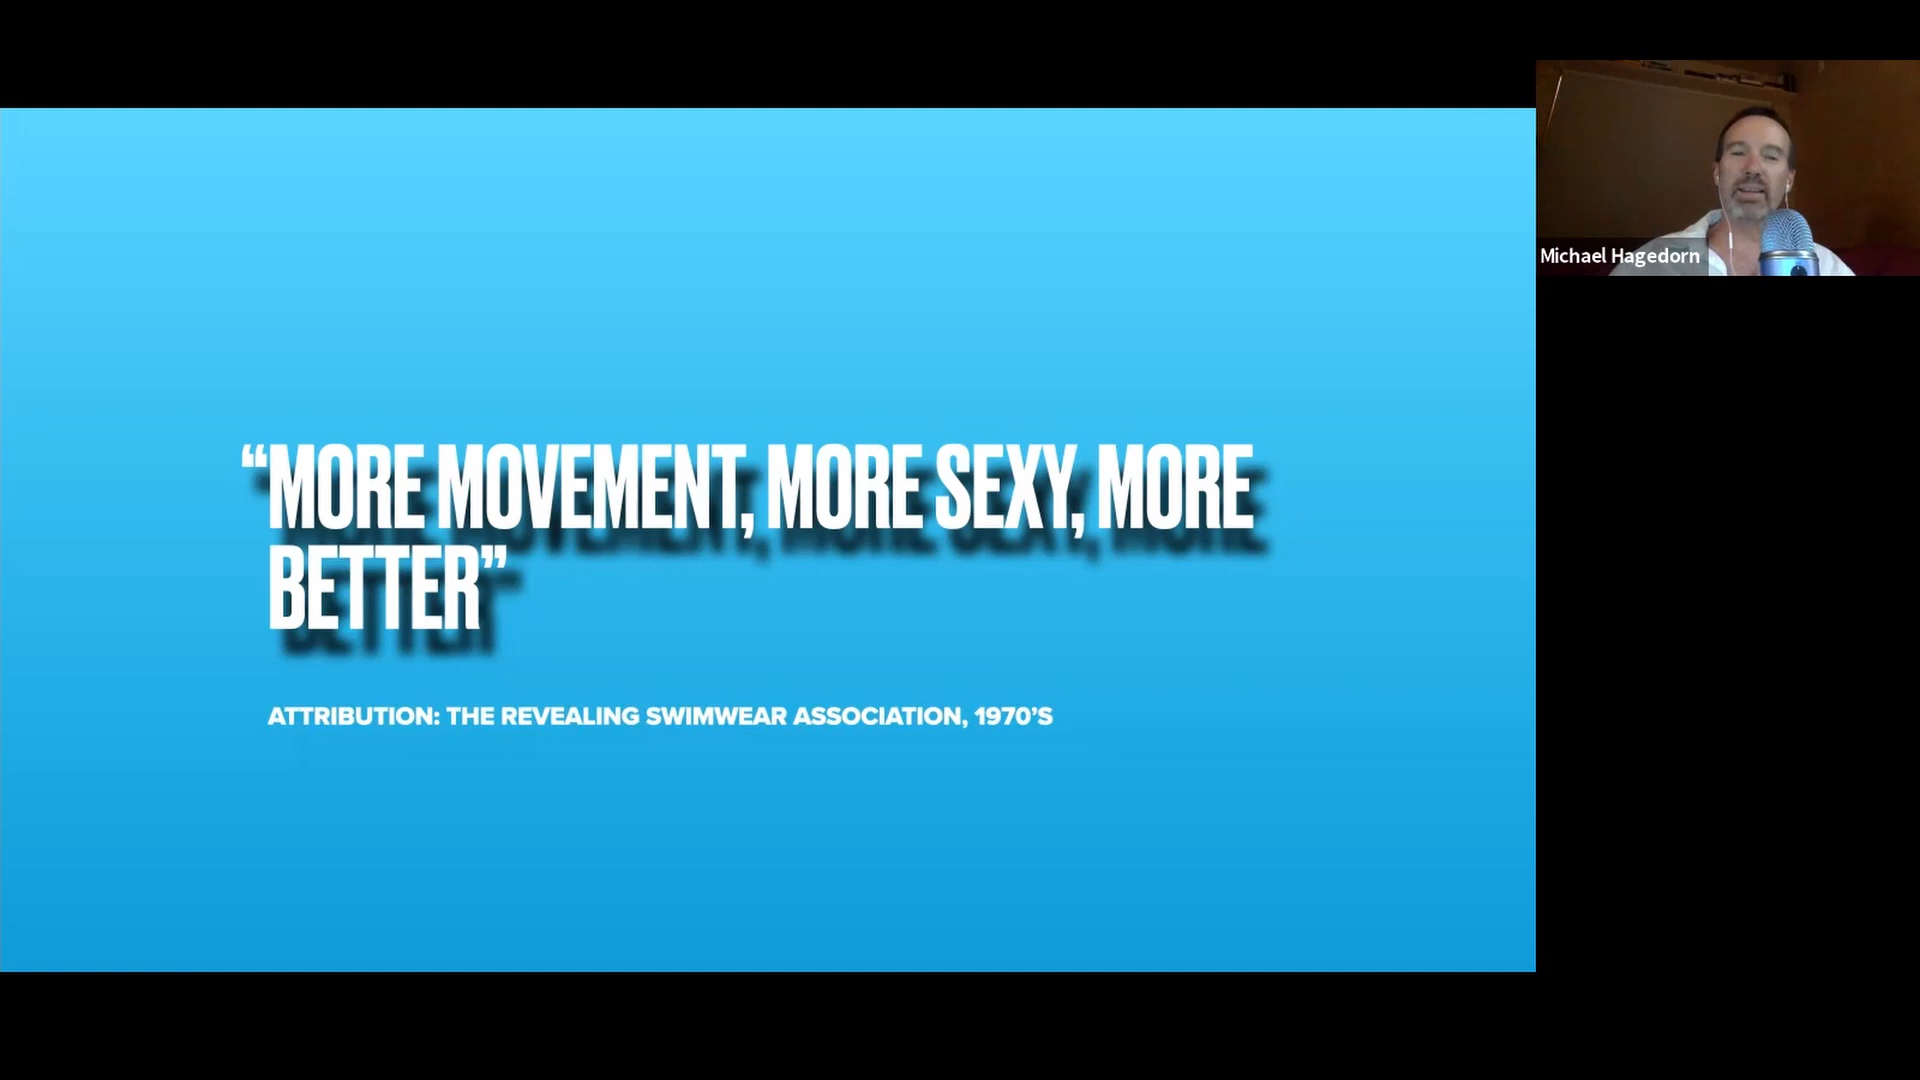 “MORE MOVEMENT, MORE SEXY, MORE
BETTER”
ATTRIBUTION: THE REVEALING SWIMWEAR ASSOCIATION, 1970’S
Michael Hagedorn